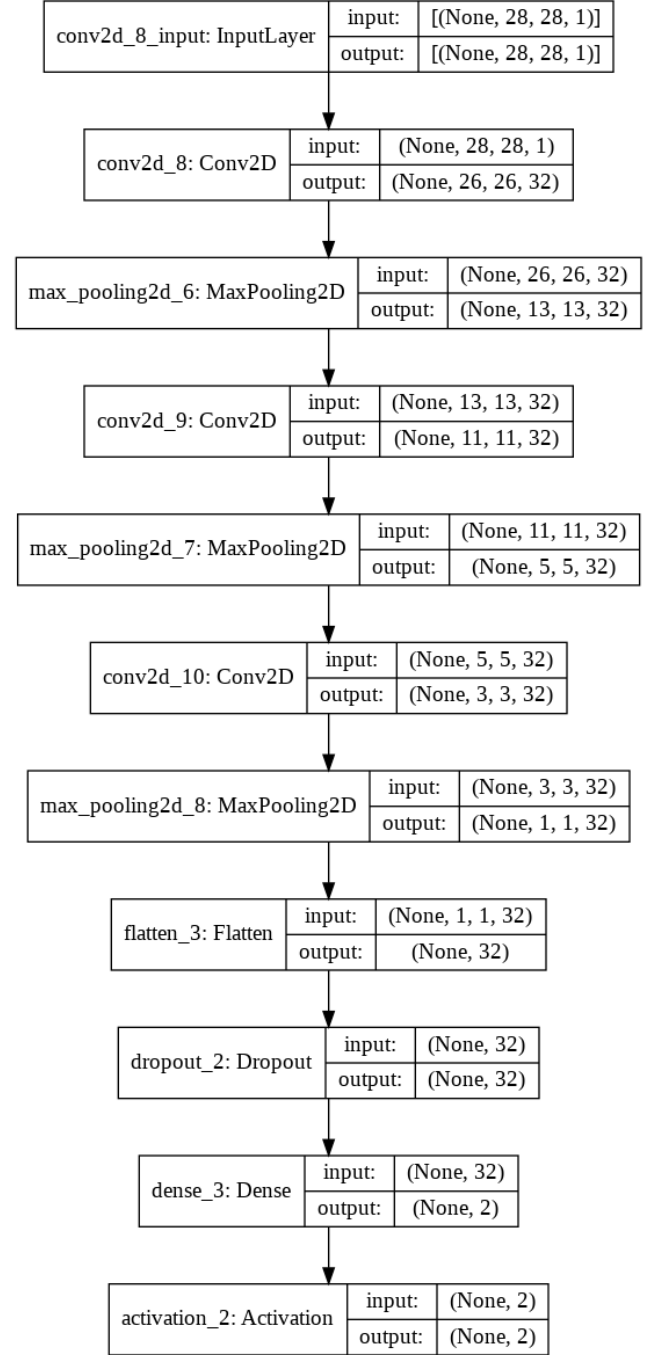 conv2d_8_input: InputLayer
input: [(None, 28, 28, 1)]
output: [(None, 28, 28, 1)]
conv2d_8: Conv2D
input: (None, 28, 28, 1)
output: (None, 26, 26, 32)
max_pooling2d_6: MaxPooling2D
input: (None, 26, 26, 32)
output: (None, 13, 13, 32)
conv2d_9: Conv2D
input: (None, 13, 13, 32)
output: (None, 11, 11, 32)
max_pooling2d_7: MaxPooling2D
input: (None, 11, 11, 32)
output: (None, 5, 5, 32)
conv2d_10: Conv2D
input: (None, 5, 5, 32)
output: (None, 3, 3, 32)
max_pooling2d_8: MaxPooling2D
input: (None, 3, 3, 32)
output: (None, 1, 1, 32)
flatten_3: Flatten
input: (None, 1, 1, 32)
output: (None, 32)
dropout_2: Dropout
input: (None, 32)
output: (None, 32)
dense_3: Dense
input: (None, 32)
output: (None, 2)
activation_2: Activation
input: (None, 2)
output: (None, 2)